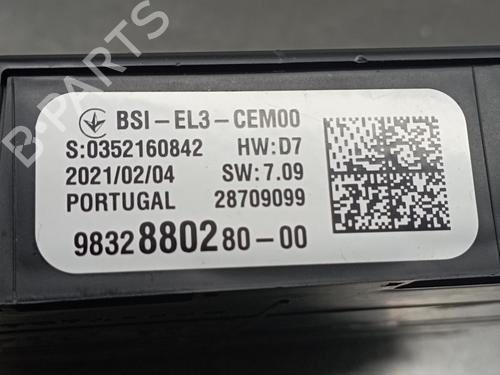 BSI-EL3-CEM00
S:0352160842 HW:D7
2021/02/04 SW:7.09
PORTUGAL 28709099
9832880280-00
B-PARTS